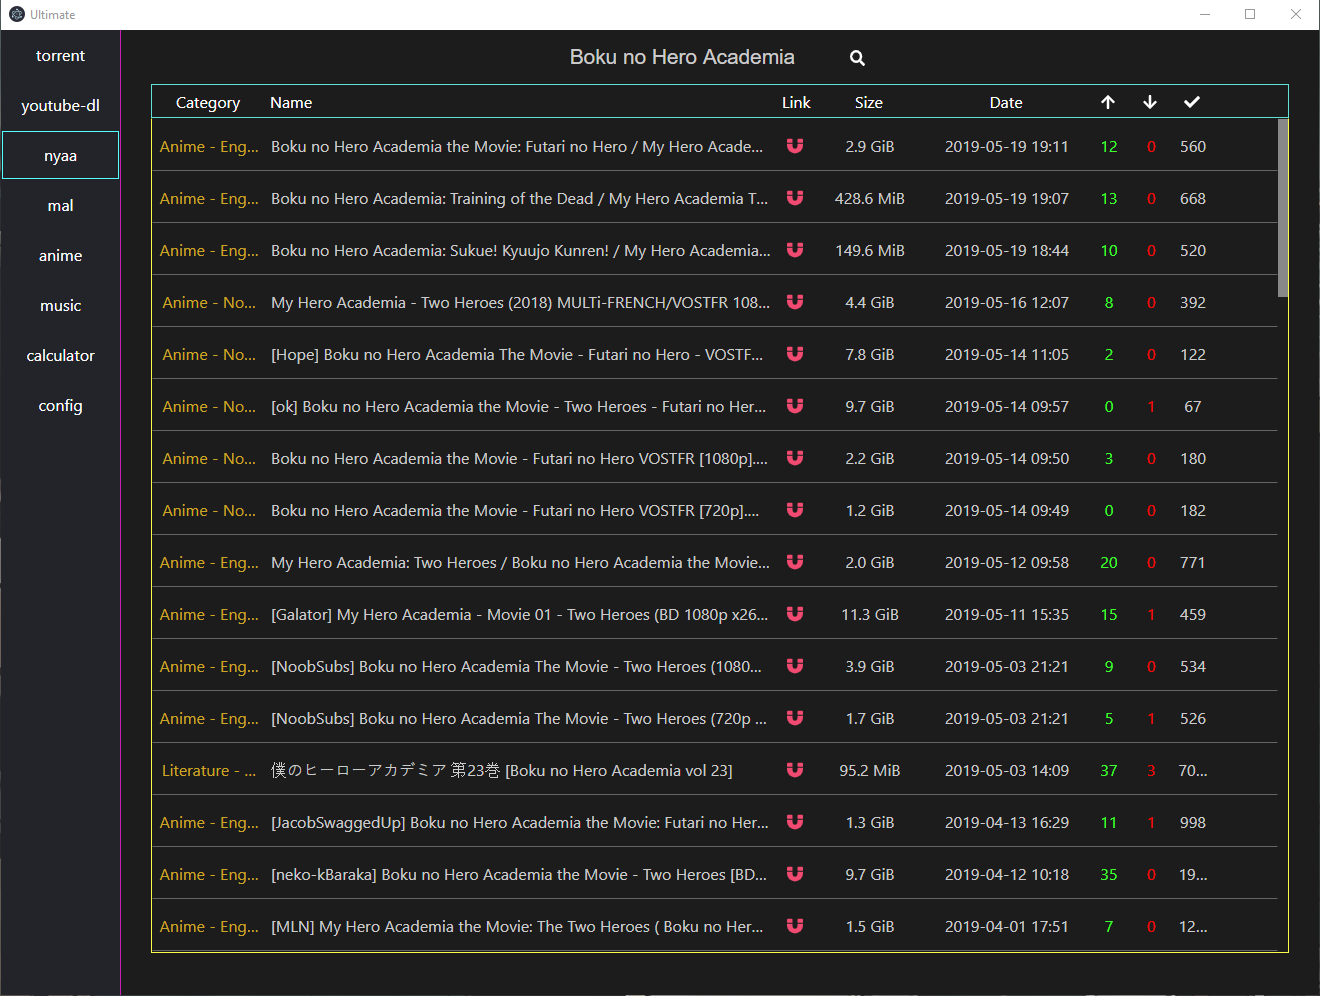 Ultimate
torrent
youtube-dl
nyaa
mal
anime
music
calculator
config
Boku no Hero Academia
Category Name Link Size Date
Anime - Eng... Boku no Hero Academia the Movie: Futari no Hero / My Hero Acade... 2.9 GiB 2019-05-19 19:11 12 0 560
Anime - Eng... Boku no Hero Academia: Training of the Dead / My Hero Academia T... 428.6 MiB 2019-05-19 19:07 13 0 668
Anime - Eng... Boku no Hero Academia: Sukue! Kyuujo Kunren! / My Hero Academia... 149.6 MiB 2019-05-19 18:44 10 0 520
Anime - No... My Hero Academia - Two Heroes (2018) MULTi-FRENCH/VOSTFR 108... 4.4 GiB 2019-05-16 12:07 8 0 392
Anime - No... [Hope] Boku no Hero Academia The Movie - Futari no Hero - VOSTF... 7.8 GiB 2019-05-14 11:05 2 0 122
Anime - No... [ok] Boku no Hero Academia the Movie - Two Heroes - Futari no Her... 9.7 GiB 2019-05-14 09:57 0 1 67
Anime - No... Boku no Hero Academia the Movie - Futari no Hero VOSTFR [1080p].... 2.2 GiB 2019-05-14 09:50 3 0 180
Anime - No... Boku no Hero Academia the Movie - Futari no Hero VOSTFR [720p].... 1.2 GiB 2019-05-14 09:49 0 0 182
Anime - Eng... My Hero Academia: Two Heroes / Boku no Hero Academia the Movie... 2.0 GiB 2019-05-12 09:58 20 0 771
Anime - Eng... [Galator] My Hero Academia - Movie 01 - Two Heroes (BD 1080p x26... 11.3 GiB 2019-05-11 15:35 15 1 459
Anime - Eng... [NoobSubs] Boku no Hero Academia The Movie - Two Heroes (1080... 3.9 GiB 2019-05-03 21:21 9 0 534
Anime - Eng... [NoobSubs] Boku no Hero Academia The Movie - Two Heroes (720p ... 1.7 GiB 2019-05-03 21:21 5 1 526
Literature - ... 僕のヒーローアカデミア 第23巻 [Boku no Hero Academia vol 23] 95.2 MiB 2019-05-03 14:09 37 3 70...
Anime - Eng... [JacobSwaggedUp] Boku no Hero Academia the Movie: Futari no Her... 1.3 GiB 2019-04-13 16:29 11 1 998
Anime - Eng... [neko-kBaraka] Boku no Hero Academia the Movie - Two Heroes [BD... 9.7 GiB 2019-04-12 10:18 35 0 19...
Anime - Eng... [MLN] My Hero Academia the Movie: The Two Heroes ( Boku no Her... 1.5 GiB 2019-04-01 17:51 7 0 12...